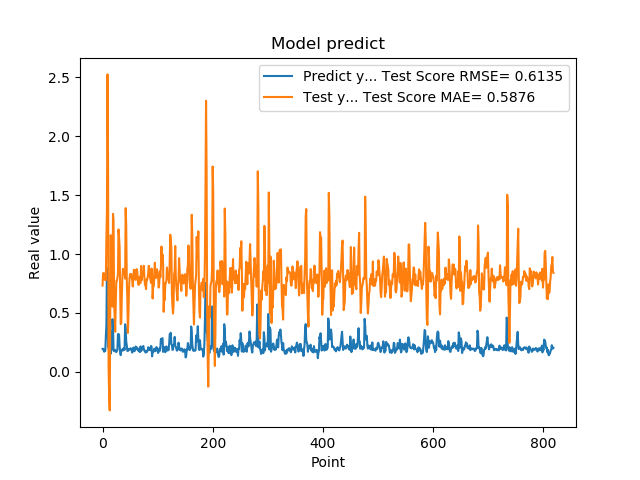 Model predict
Predict y... Test Score RMSE= 0.6135
Test y... Test Score MAE= 0.5876
2.5
2.0
1.5
1.0
0.5
0.0
Real value
0 200 400 600 800
Point